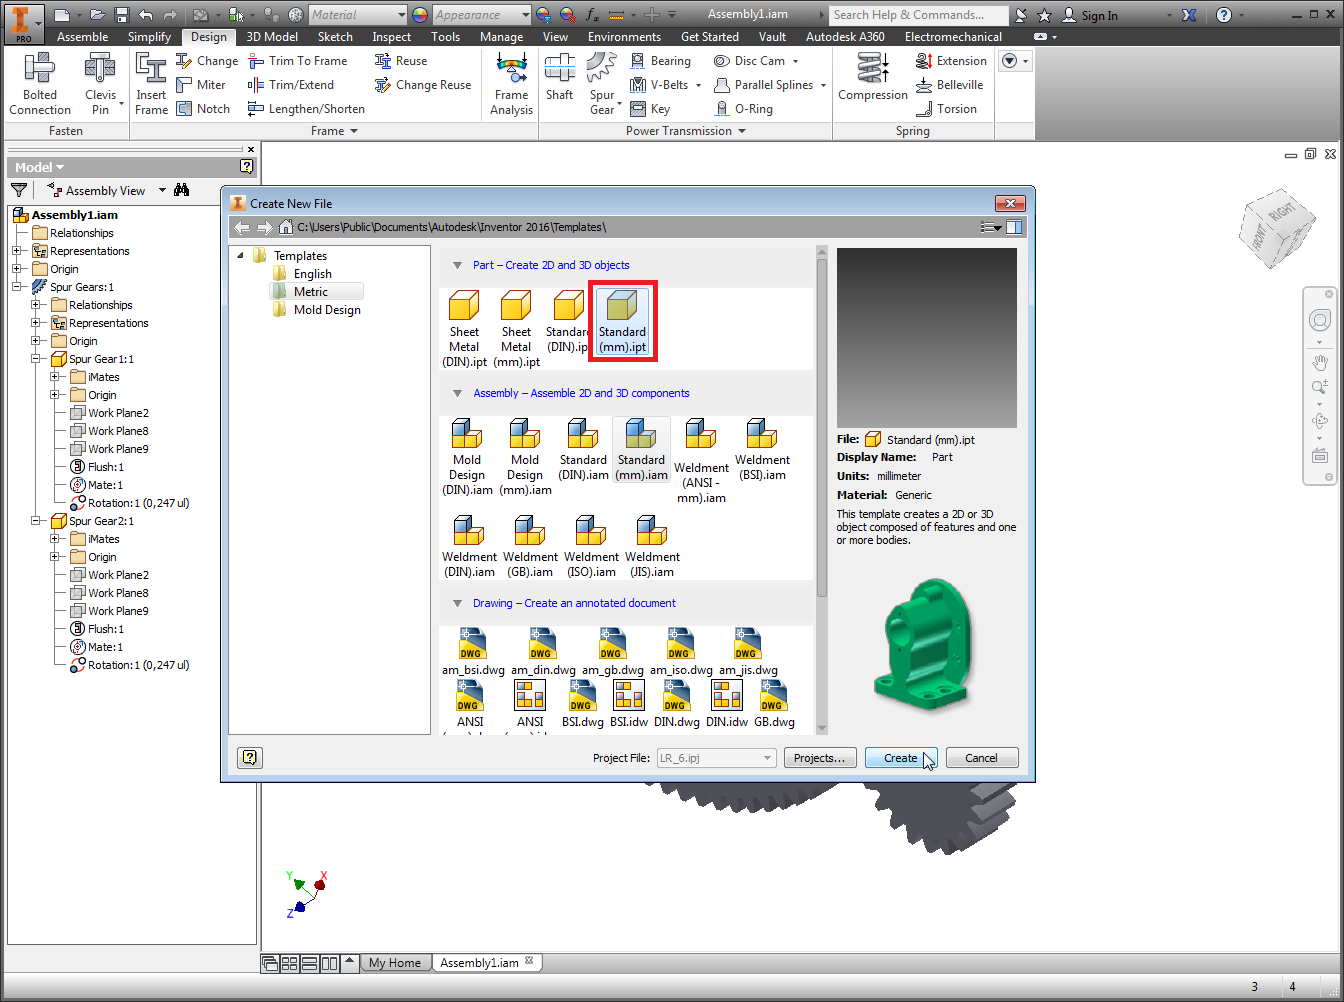 PRO
Material
Appearance
Assembly1.iam
Search Help & Commands...
Sign In
Assemble
Simplify
Design
3D Model
Sketch
Inspect
Tools
Manage
View
Environments
Get Started
Vault
Autodesk A360
Electromechanical
Bolted
Connection
Clevis
Pin
Fasten
Insert
Frame
Change
Miter
Notch
Trim To Frame
Trim/Extend
Lengthen/Shorten
Reuse
Change Reuse
Frame
Frame
Analysis
Shaft
Spur
Gear
Bearing
V-Belts
Key
Disc Cam
Parallel Splines
O-Ring
Power Transmission
Compression
Extension
Belleville
Torsion
Spring
Model
Assembly View
Assembly1.iam
Relationships
Representations
Origin
Spur Gears:1
Relationships
Representations
Origin
Spur Gear1:1
iMates
Origin
Work Plane2
Work Plane8
Work Plane9
Flush:1
Mate:1
Rotation:1 (0,247 ul)
Spur Gear2:1
iMates
Origin
Work Plane2
Work Plane8
Work Plane9
Flush:1
Mate:1
Rotation:1 (0,247 ul)
Create New File
C:\Users\Public\Documents\Autodesk\Inventor 2016\Templates\
Templates
English
Metric
Mold Design
Part – Create 2D and 3D objects
Sheet
Metal
(DIN).ipt
Sheet
Metal
(mm).ipt
Standard
(DIN).ipt
Standard
(mm).ipt
Assembly – Assemble 2D and 3D components
Mold
Design
(DIN).iam
Mold
Design
(mm).iam
Standard
(DIN).iam
Standard
(mm).iam
Weldment
(ANSI -
mm).iam
Weldment
(BSI).iam
Weldment
(DIN).iam
Weldment
(GB).iam
Weldment
(ISO).iam
Weldment
(JIS).iam
Drawing – Create an annotated document
DWG
am_bsi.dwg
DWG
am_din.dwg
DWG
am_gb.dwg
DWG
am_iso.dwg
DWG
am_jis.dwg
DWG
ANSI
ANSI
DWG
BSI.dwg
BSI.idw
DWG
DIN.dwg
DIN.idw
DWG
GB.dwg
File: Standard (mm).ipt
Display Name: Part
Units: millimeter
Material: Generic
This template creates a 2D or 3D
object composed of features and one
or more bodies.
Project File:
LR_6.ipj
Projects...
Create
Cancel
FRONT
RIGHT
Y
X
Z
My Home
Assembly1.iam
3
4